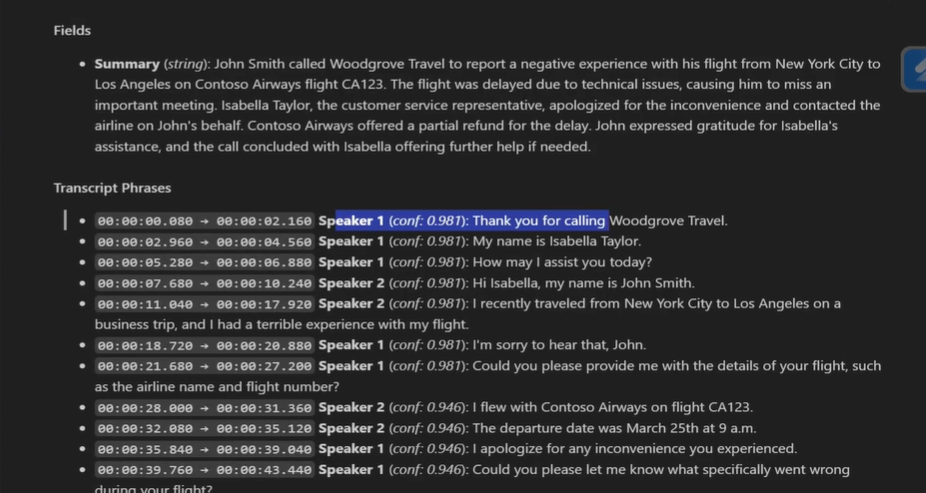 Fields
• Summary (string): John Smith called Woodgrove Travel to report a negative experience with his flight from New York City to
Los Angeles on Contoso Airways flight CA123. The flight was delayed due to technical issues, causing him to miss an
important meeting. Isabella Taylor, the customer service representative, apologized for the inconvenience and contacted the
airline on John's behalf. Contoso Airways offered a partial refund for the delay. John expressed gratitude for Isabella's
assistance, and the call concluded with Isabella offering further help if needed.
Transcript Phrases
• 00:00:00.080 → 00:00:02.160 Speaker 1 (conf: 0.981): Thank you for calling Woodgrove Travel.
• 00:00:02.960 → 00:00:04.560 Speaker 1 (conf: 0.981): My name is Isabella Taylor.
• 00:00:05.280 → 00:00:06.880 Speaker 1 (conf: 0.981): How may I assist you today?
• 00:00:07.680 → 00:00:10.240 Speaker 2 (conf: 0.981): Hi Isabella, my name is John Smith.
• 00:00:11.040 → 00:00:17.920 Speaker 2 (conf: 0.981): I recently traveled from New York City to Los Angeles on a
business trip, and I had a terrible experience with my flight.
• 00:00:18.720 → 00:00:20.880 Speaker 1 (conf: 0.981): I'm sorry to hear that, John.
• 00:00:21.680 → 00:00:27.200 Speaker 1 (conf: 0.981): Could you please provide me with the details of your flight, such
as the airline name and flight number?
• 00:00:28.000 → 00:00:31.360 Speaker 2 (conf: 0.946): I flew with Contoso Airways on flight CA123.
• 00:00:32.080 → 00:00:35.120 Speaker 2 (conf: 0.946): The departure date was March 25th at 9 a.m.
• 00:00:35.840 → 00:00:39.040 Speaker 1 (conf: 0.946): I apologize for any inconvenience you experienced.
• 00:00:39.760 → 00:00:43.440 Speaker 1 (conf: 0.946): Could you please let me know what specifically went wrong
during your flight?